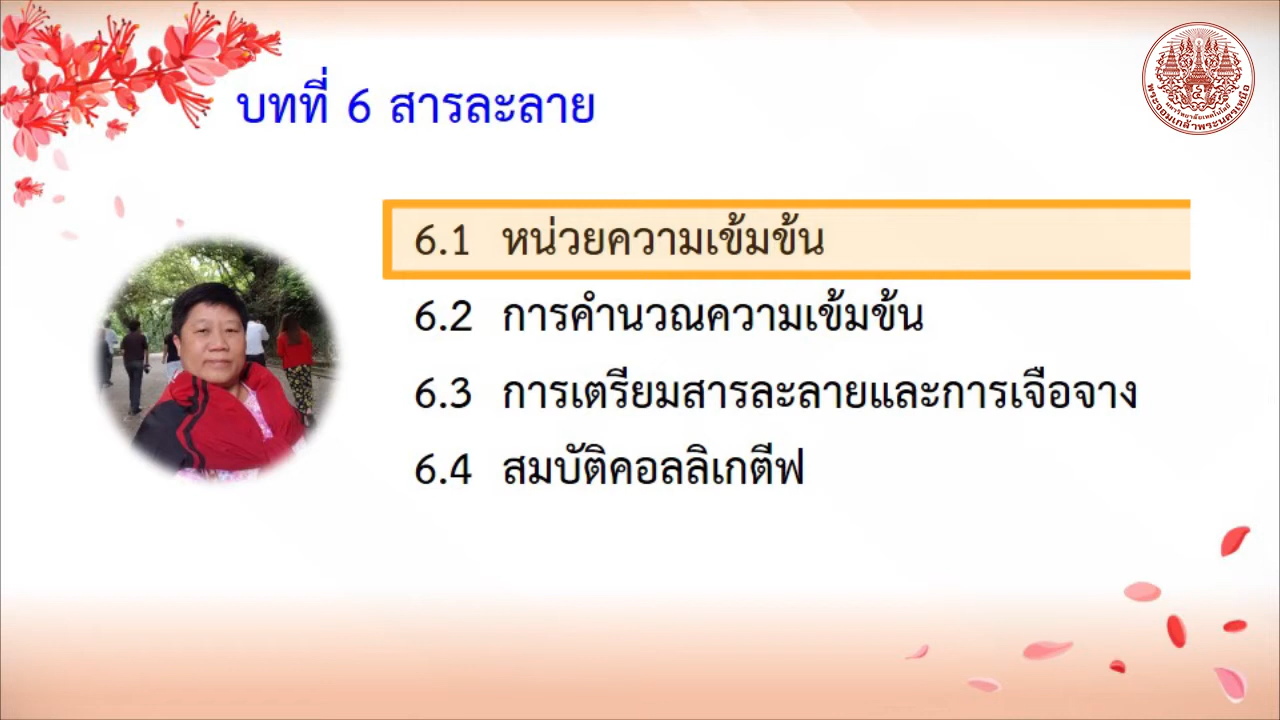 บทที่ 6 สารละลาย
6.1 หน่วยความเข้มข้น
6.2 การคำนวณความเข้มข้น
6.3 การเตรียมสารละลายและการเจือจาง
6.4 สมบัติคอลลิเกตีฟ